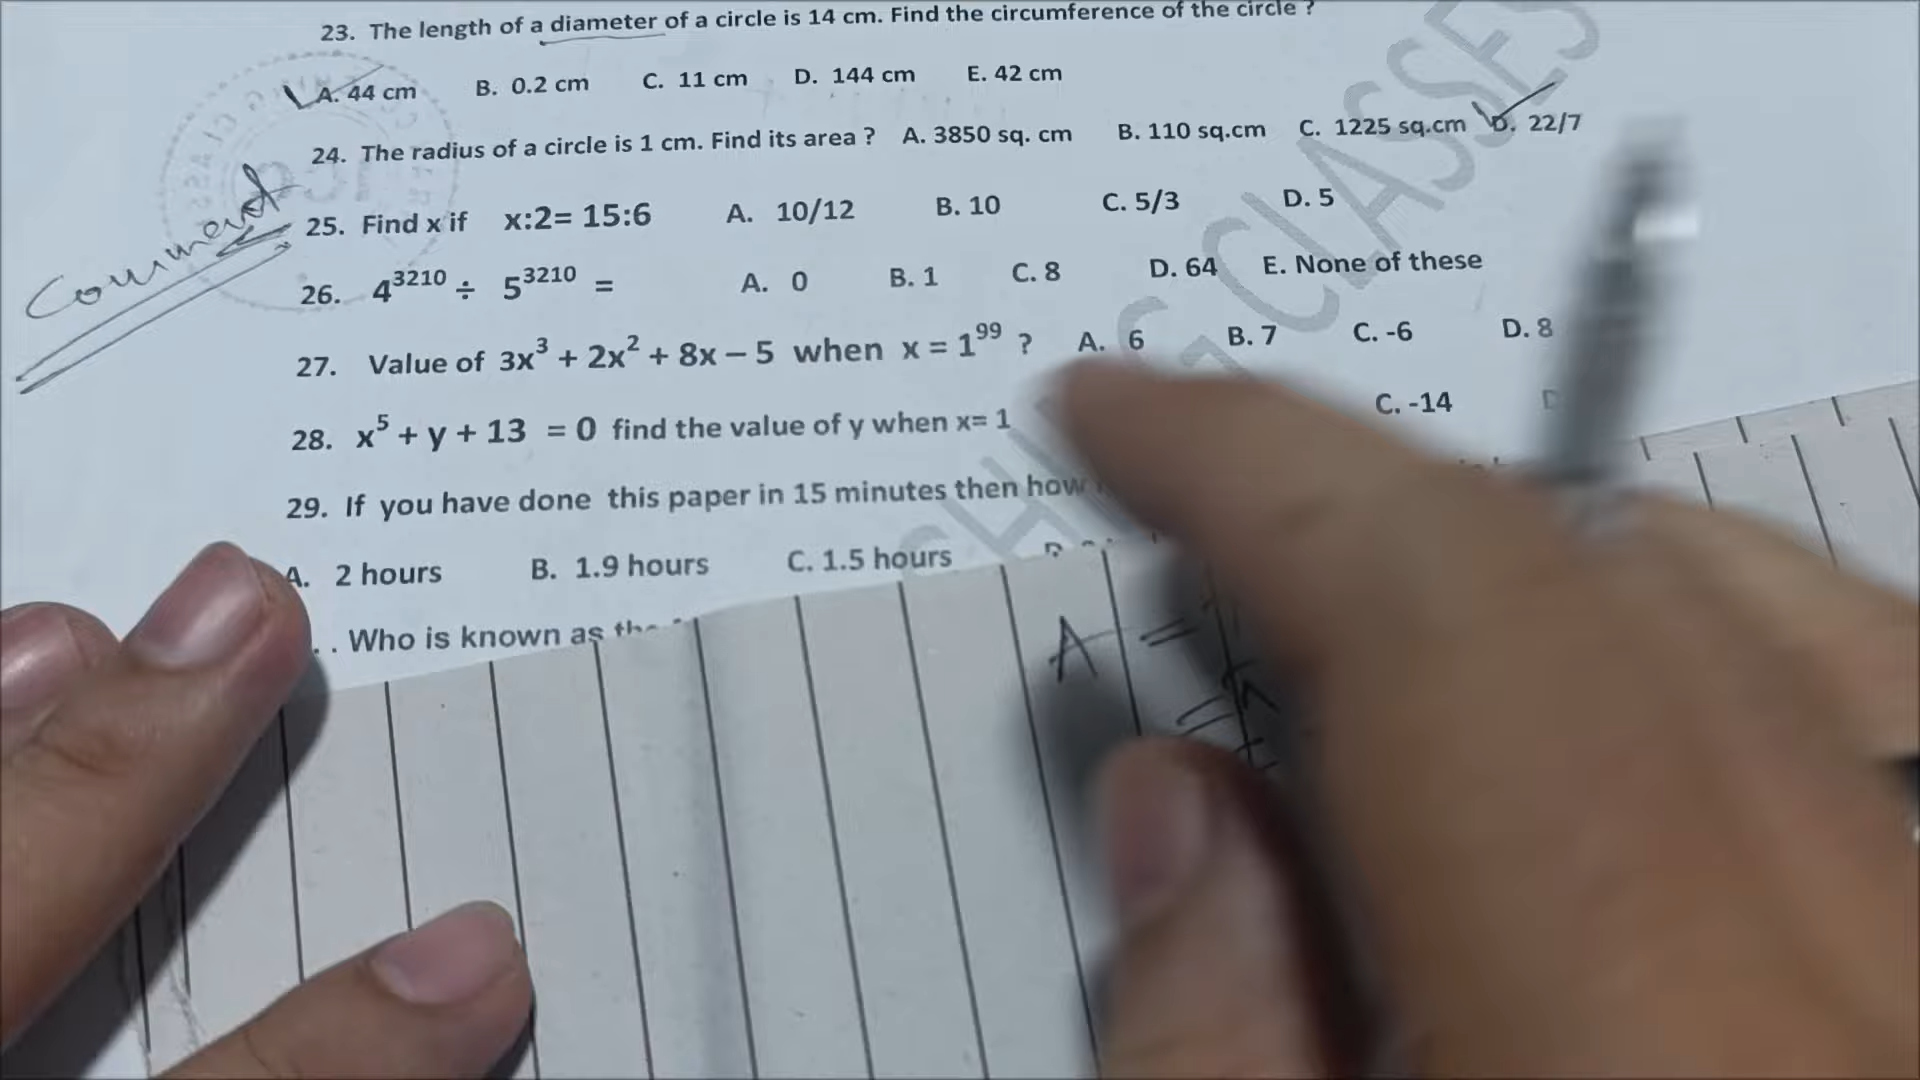 23. The length of a diameter of a circle is 14 cm. Find the circumference of the circle ?
A. 44 cm B. 0.2 cm C. 11 cm D. 144 cm E. 42 cm
24. The radius of a circle is 1 cm. Find its area ? A. 3850 sq. cm B. 110 sq.cm C. 1225 sq.cm D. 22/7
Comment
25. Find x if x:2= 15:6 A. 10/12 B. 10 C. 5/3 D. 5
26. 4³²¹⁰ ÷ 5³²¹⁰ = A. 0 B. 1 C. 8 D. 64 E. None of these
27. Value of 3x³ + 2x² + 8x – 5 when x = 1⁹⁹ ? A. 6 B. 7 C. -6 D. 8
28. x⁵ + y + 13 = 0 find the value of y when x= 1 C. -14
29. If you have done this paper in 15 minutes then how
A. 2 hours B. 1.9 hours C. 1.5 hours
. . Who is known as the
A =
CLASSES